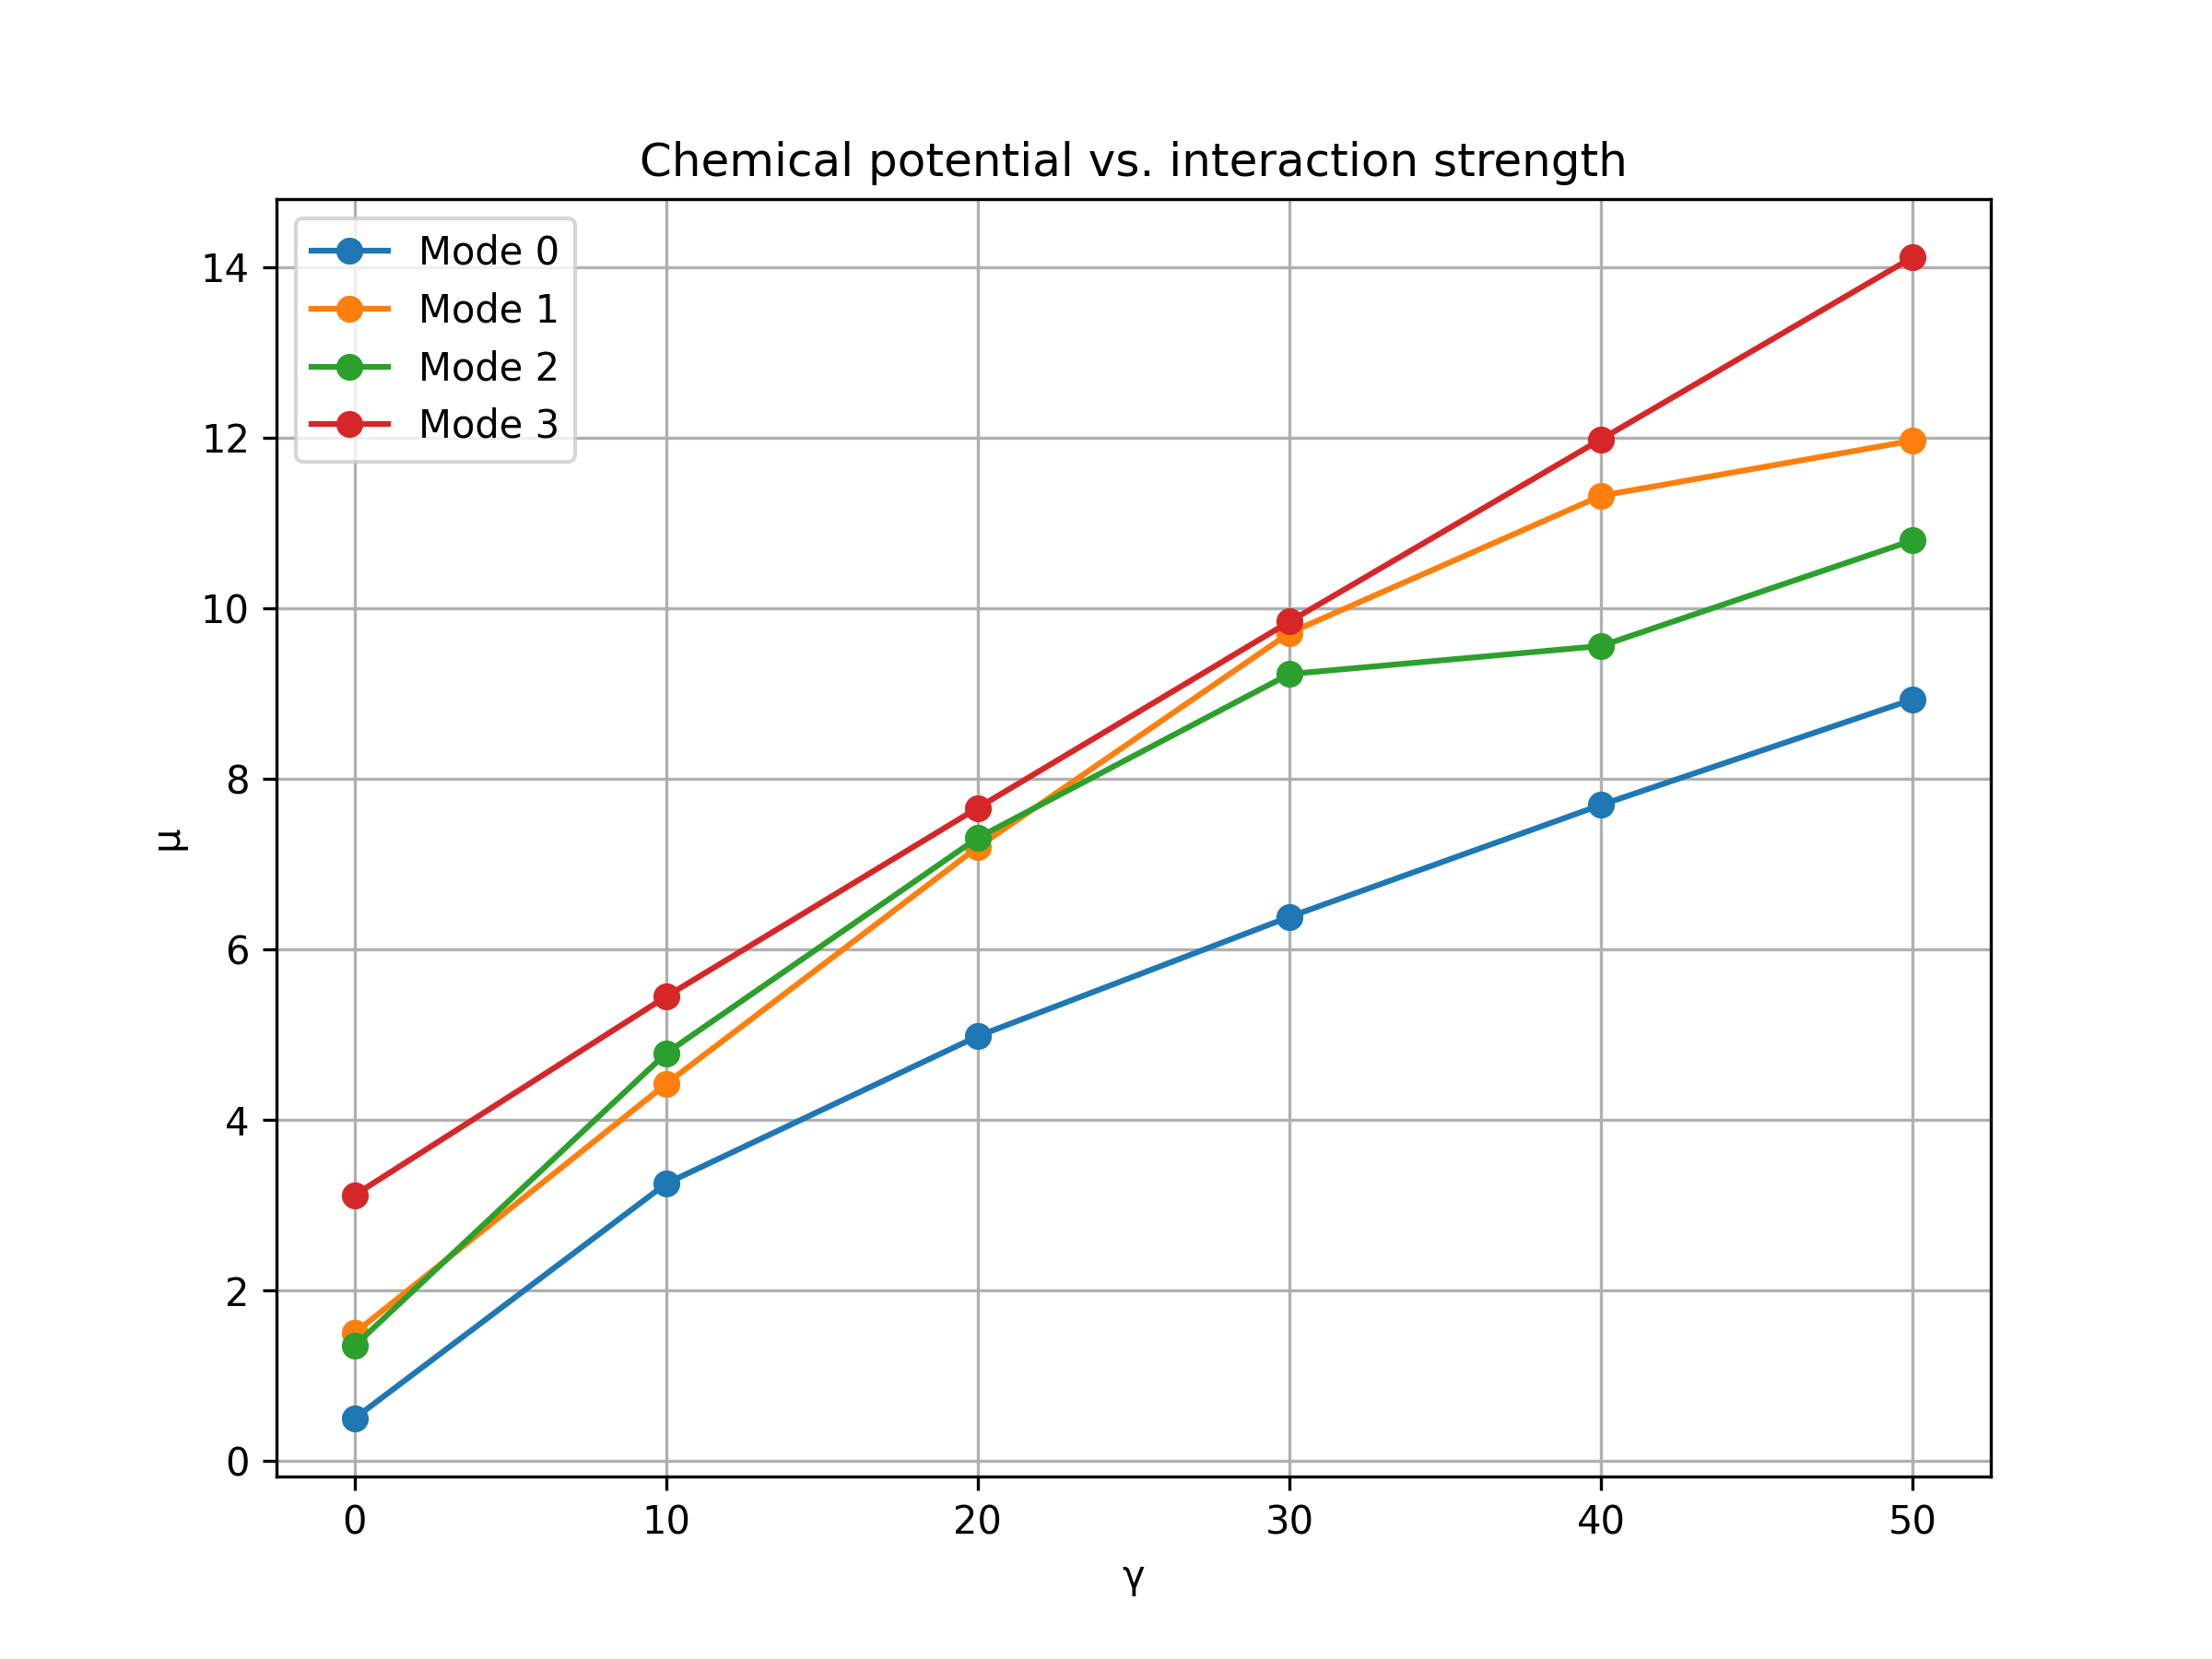 Chemical potential vs. interaction strength
Mode 0
Mode 1
Mode 2
Mode 3
14
12
10
8
6
4
2
0
μ
0 10 20 30 40 50
γ